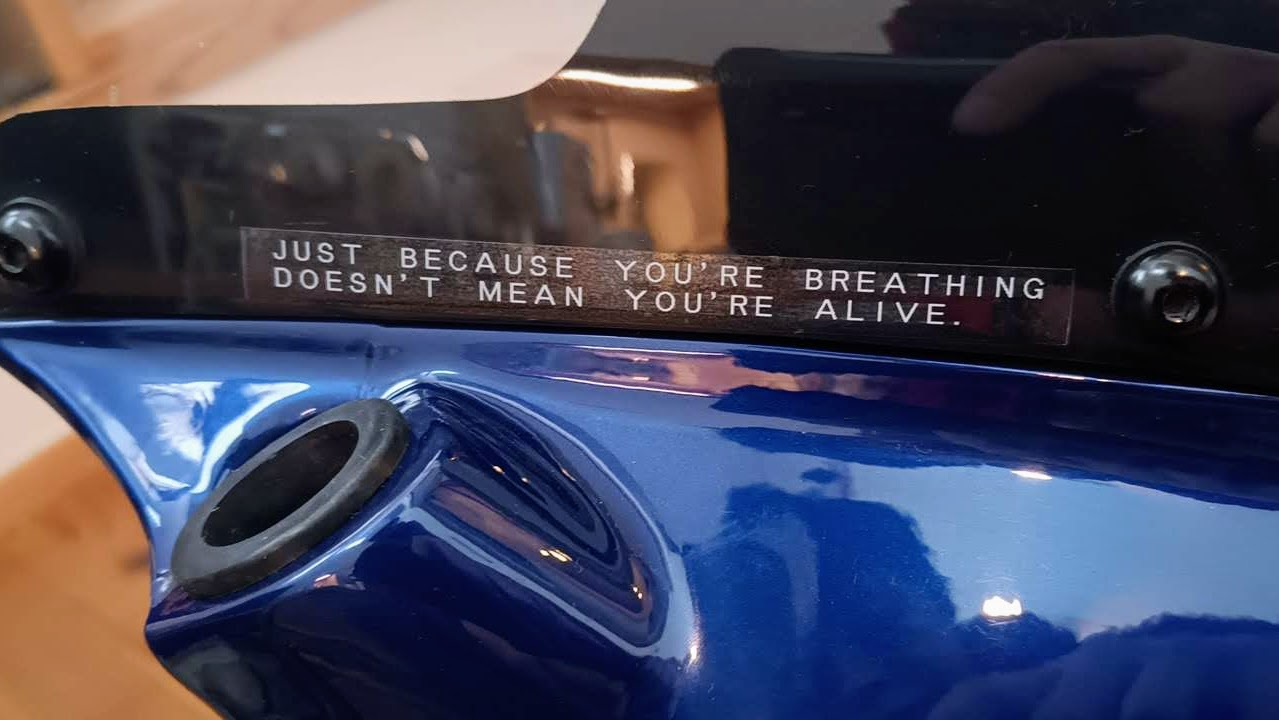 JUST BECAUSE YOU'RE BREATHING
DOESN'T MEAN YOU'RE ALIVE.